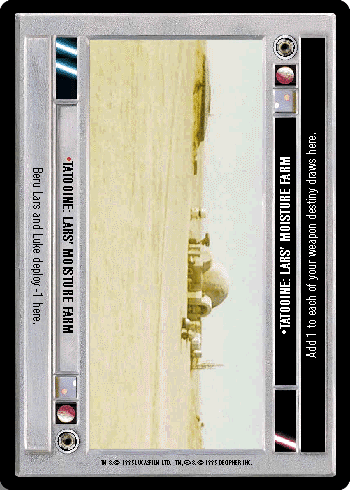 •TATOOINE: LARS' MOISTURE FARM
Beru Lars and Luke deploy -1 here.
•TATOOINE: LARS' MOISTURE FARM
Add 1 to each of your weapon destiny draws here.
TM & © 1995 LUCASFILM LTD. TM, © & © 1995 DECIPHER INC.